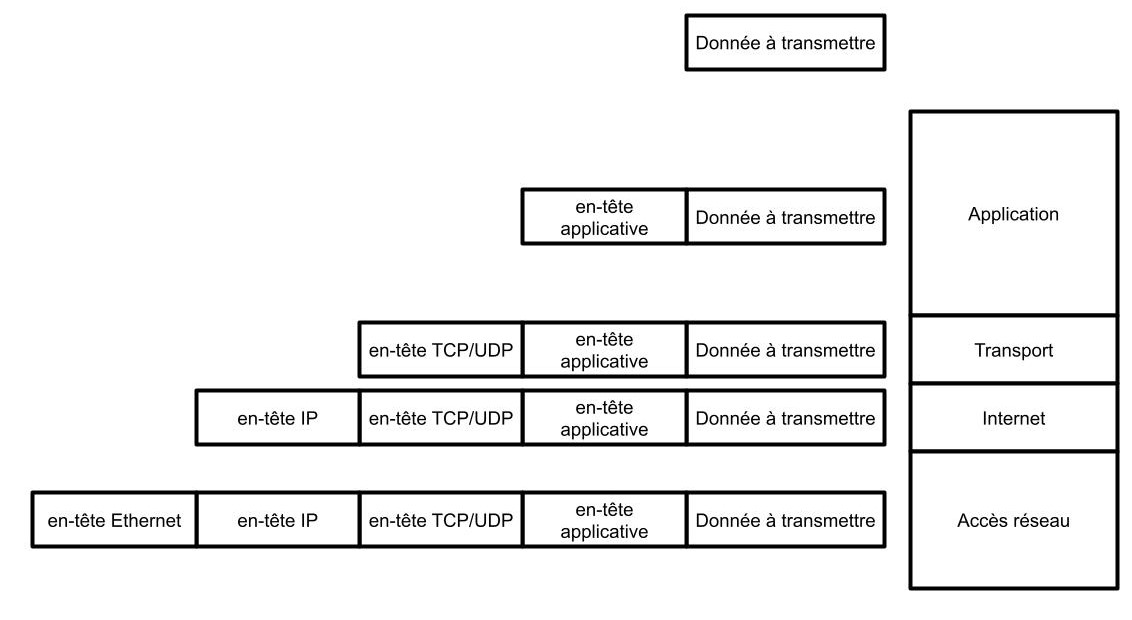 Donnée à transmettre
en-tête
applicative
Donnée à transmettre
Application
en-tête TCP/UDP
en-tête
applicative
Donnée à transmettre
Transport
en-tête IP
en-tête TCP/UDP
en-tête
applicative
Donnée à transmettre
Internet
en-tête Ethernet
en-tête IP
en-tête TCP/UDP
en-tête
applicative
Donnée à transmettre
Accès réseau